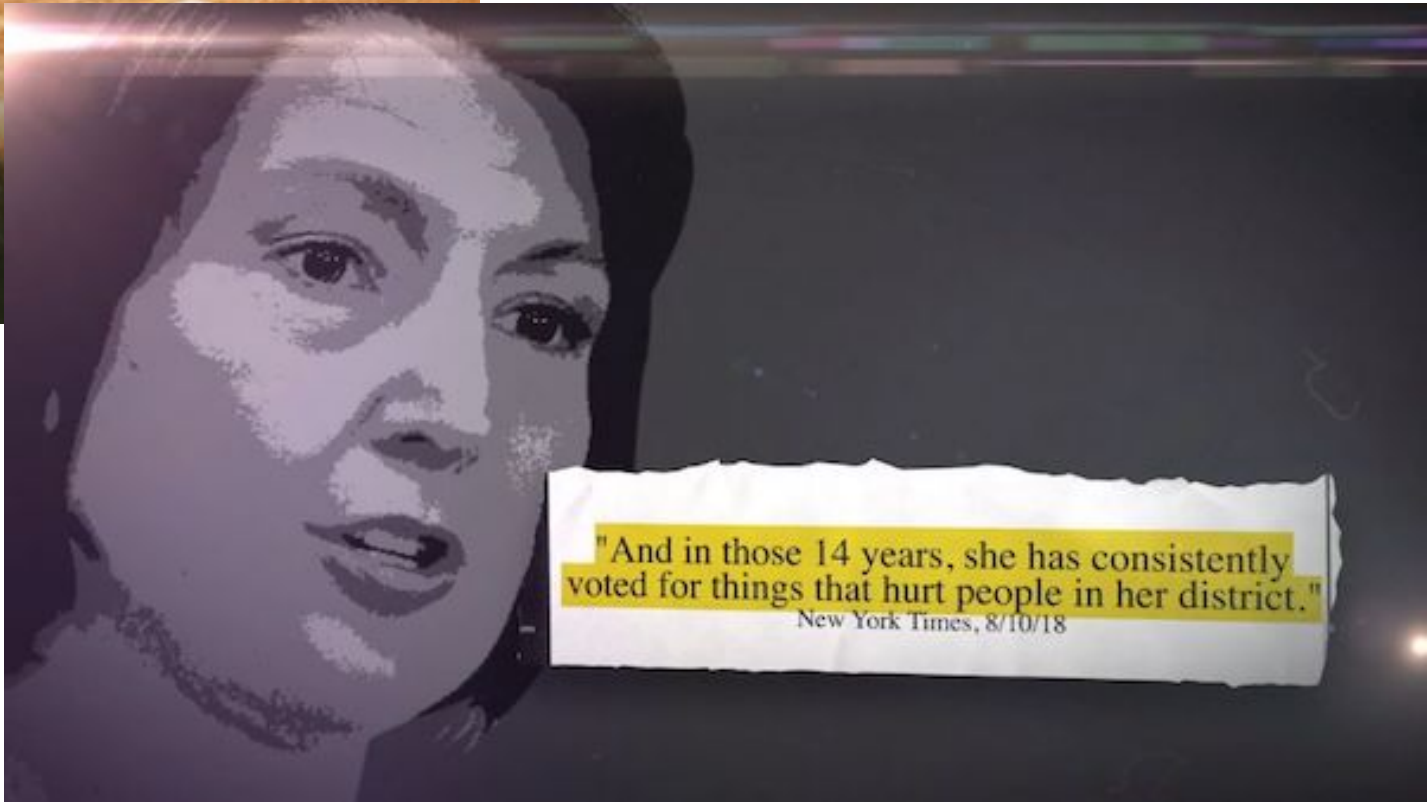 "And in those 14 years, she has consistently
voted for things that hurt people in her district."
New York Times, 8/10/18